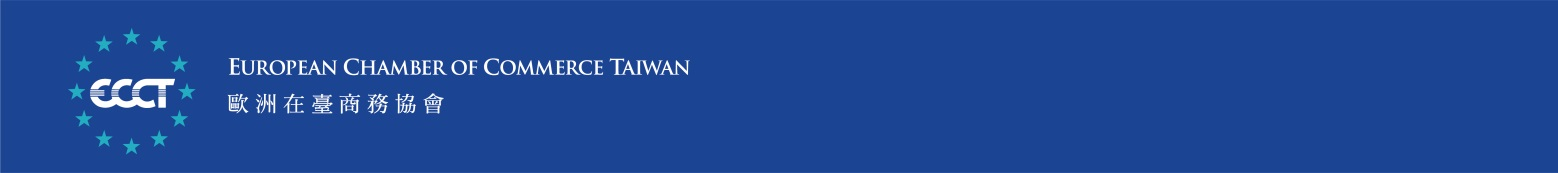 ECCT
EUROPEAN CHAMBER OF COMMERCE TAIWAN
歐洲在臺商務協會